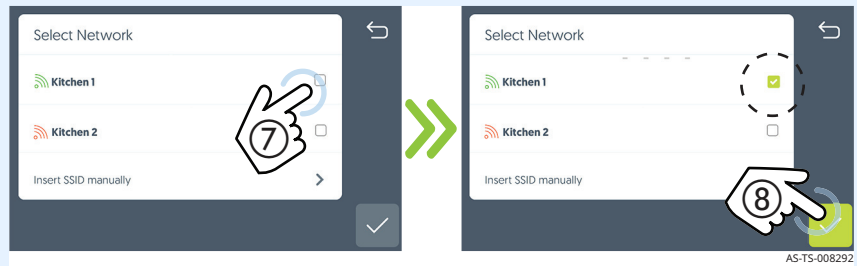 Select Network
Kitchen 1
Kitchen 2
Insert SSID manually
7
Select Network
Kitchen 1
Kitchen 2
Insert SSID manually
8
AS-TS-008292